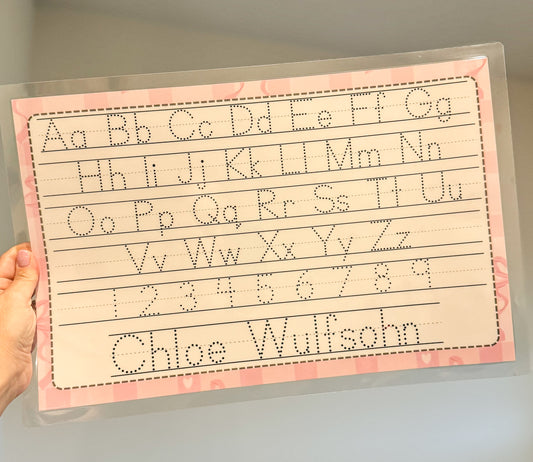 Aa Bb Cc Dd Ee Ff Gg
Hh Ii Jj Kk Ll Mm Nn
Oo Pp Qq Rr Ss Tt Uu
Vv Ww Xx Yy Zz
1 2 3 4 5 6 7 8 9
Chloe Wulfsohn